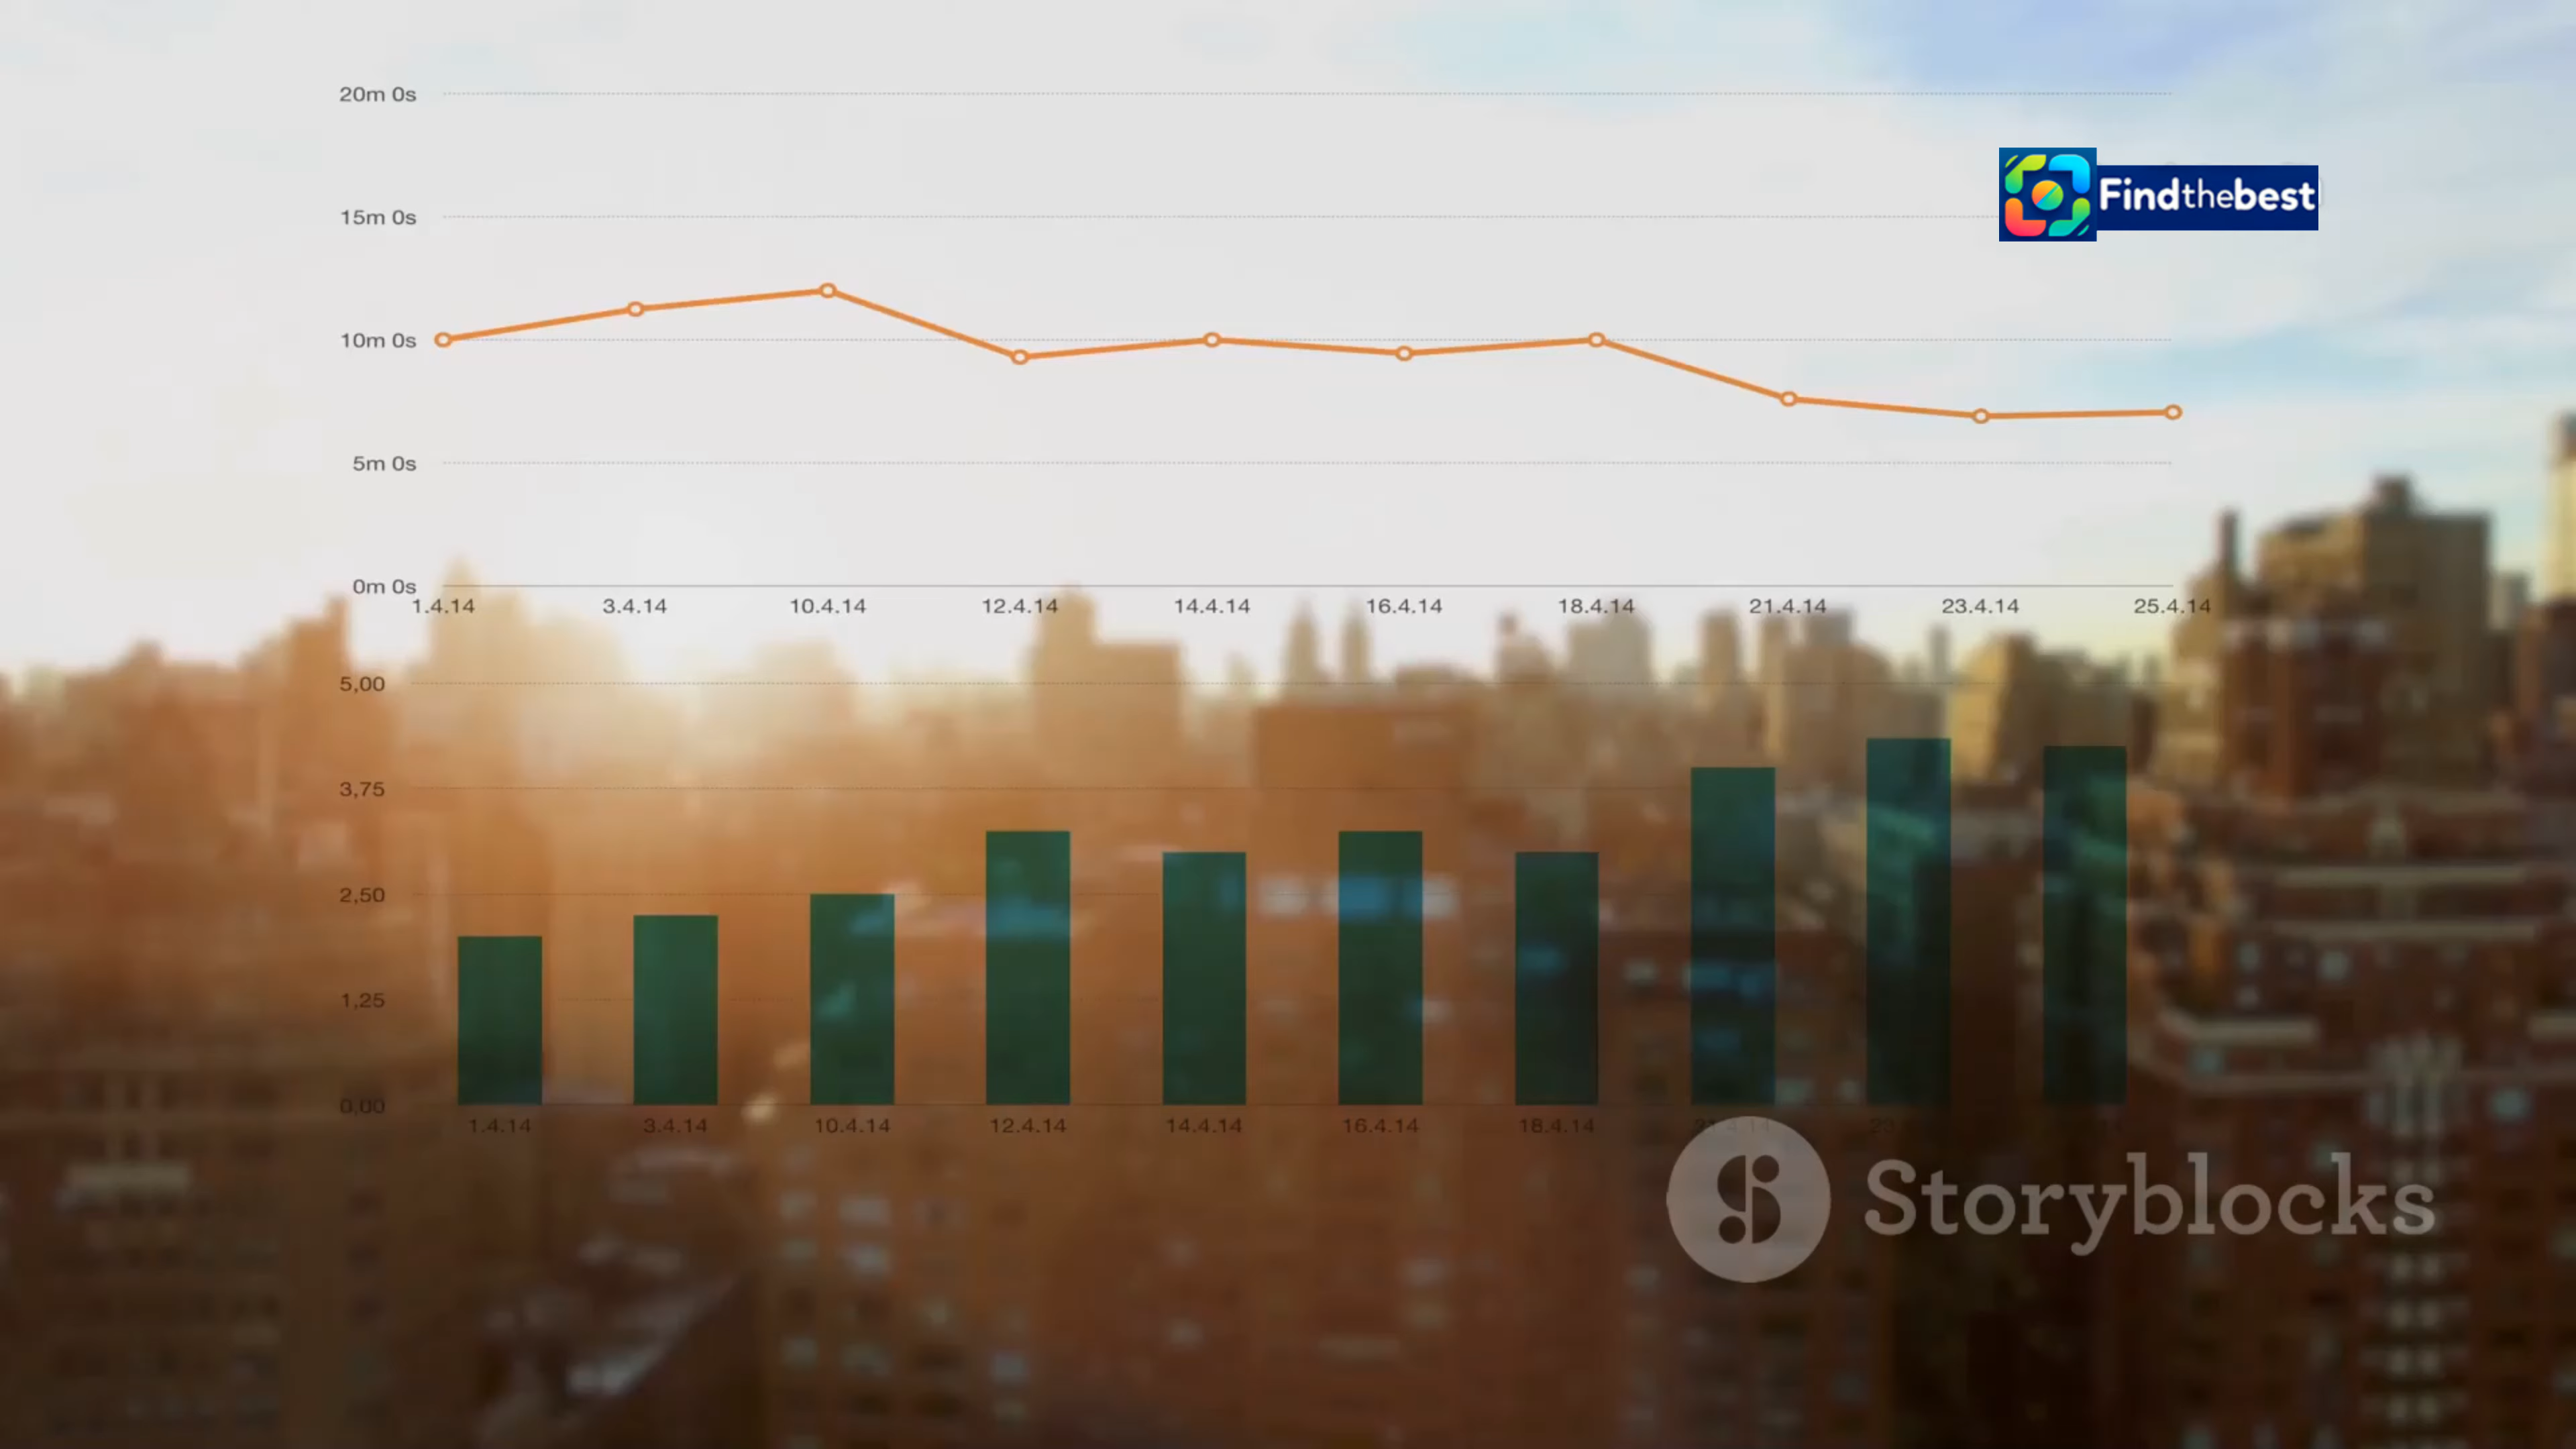 20m 0s
Findthebest
15m 0s
10m 0s
5m 0s
0m 0s
1.4.14 3.4.14 10.4.14 12.4.14 14.4.14 16.4.14 18.4.14 21.4.14 23.4.14 25.4.14
5,00
3,75
2,50
1,25
0,00
1.4.14 3.4.14 10.4.14 12.4.14 14.4.14 16.4.14 18.4.14
Storyblocks